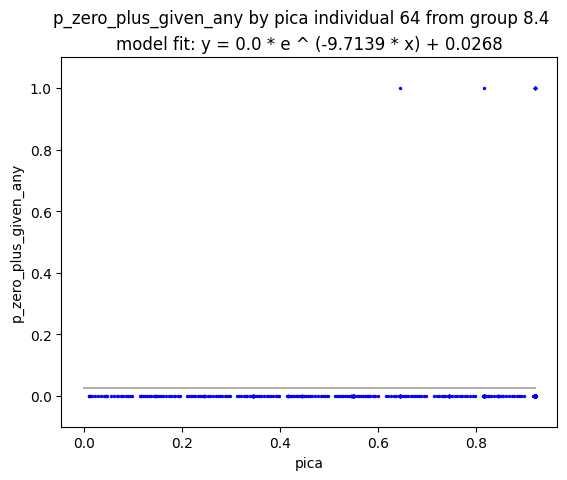 p_zero_plus_given_any by pica individual 64 from group 8.4
model fit: y = 0.0 * e ^ (-9.7139 * x) + 0.0268
p_zero_plus_given_any
1.0
0.8
0.6
0.4
0.2
0.0
0.0 0.2 0.4 0.6 0.8
pica